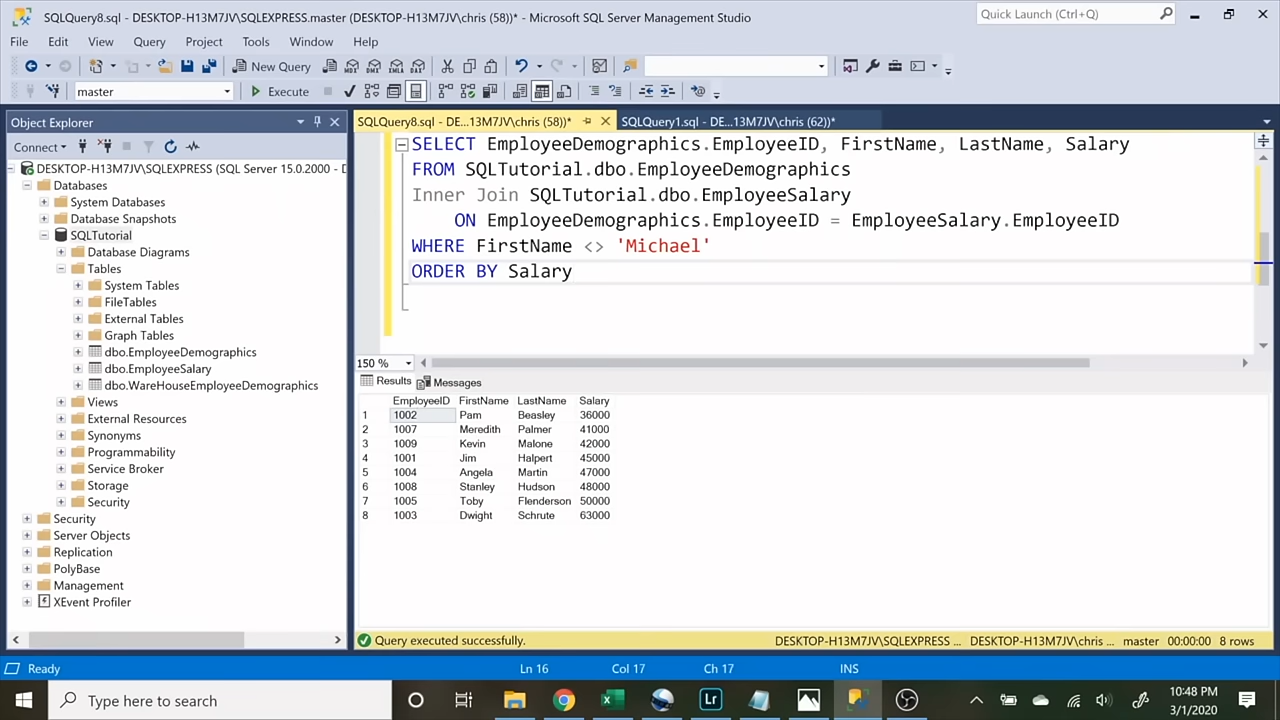 SQLQuery8.sql - DESKTOP-H13M7JV\SQLEXPRESS.master (DESKTOP-H13M7JV\chris (58))* - Microsoft SQL Server Management Studio
Quick Launch (Ctrl+Q)
File Edit View Query Project Tools Window Help
New Query
MDX DMX XMLA DAX
master
Execute
Object Explorer
SQLQuery8.sql - DE...13M7JV\chris (58))*
SQLQuery1.sql - DE...13M7JV\chris (62))*
Connect
DESKTOP-H13M7JV\SQLEXPRESS (SQL Server 15.0.2000 - D
Databases
System Databases
Database Snapshots
SQLTutorial
Database Diagrams
Tables
System Tables
FileTables
External Tables
Graph Tables
dbo.EmployeeDemographics
dbo.EmployeeSalary
dbo.WareHouseEmployeeDemographics
Views
External Resources
Synonyms
Programmability
Service Broker
Storage
Security
Security
Server Objects
Replication
PolyBase
Management
XEvent Profiler
SELECT EmployeeDemographics.EmployeeID, FirstName, LastName, Salary
FROM SQLTutorial.dbo.EmployeeDemographics
Inner Join SQLTutorial.dbo.EmployeeSalary
ON EmployeeDemographics.EmployeeID = EmployeeSalary.EmployeeID
WHERE FirstName <> 'Michael'
ORDER BY Salary
150 %
Results Messages
EmployeeID FirstName LastName Salary
1 1002 Pam Beasley 36000
2 1007 Meredith Palmer 41000
3 1009 Kevin Malone 42000
4 1001 Jim Halpert 45000
5 1004 Angela Martin 47000
6 1008 Stanley Hudson 48000
7 1005 Toby Flenderson 50000
8 1003 Dwight Schrute 63000
Query executed successfully.
DESKTOP-H13M7JV\SQLEXPRESS ... DESKTOP-H13M7JV\chris ... master 00:00:00 8 rows
Ready
Ln 16 Col 17 Ch 17 INS
Type here to search
Lr
10:48 PM
3/1/2020